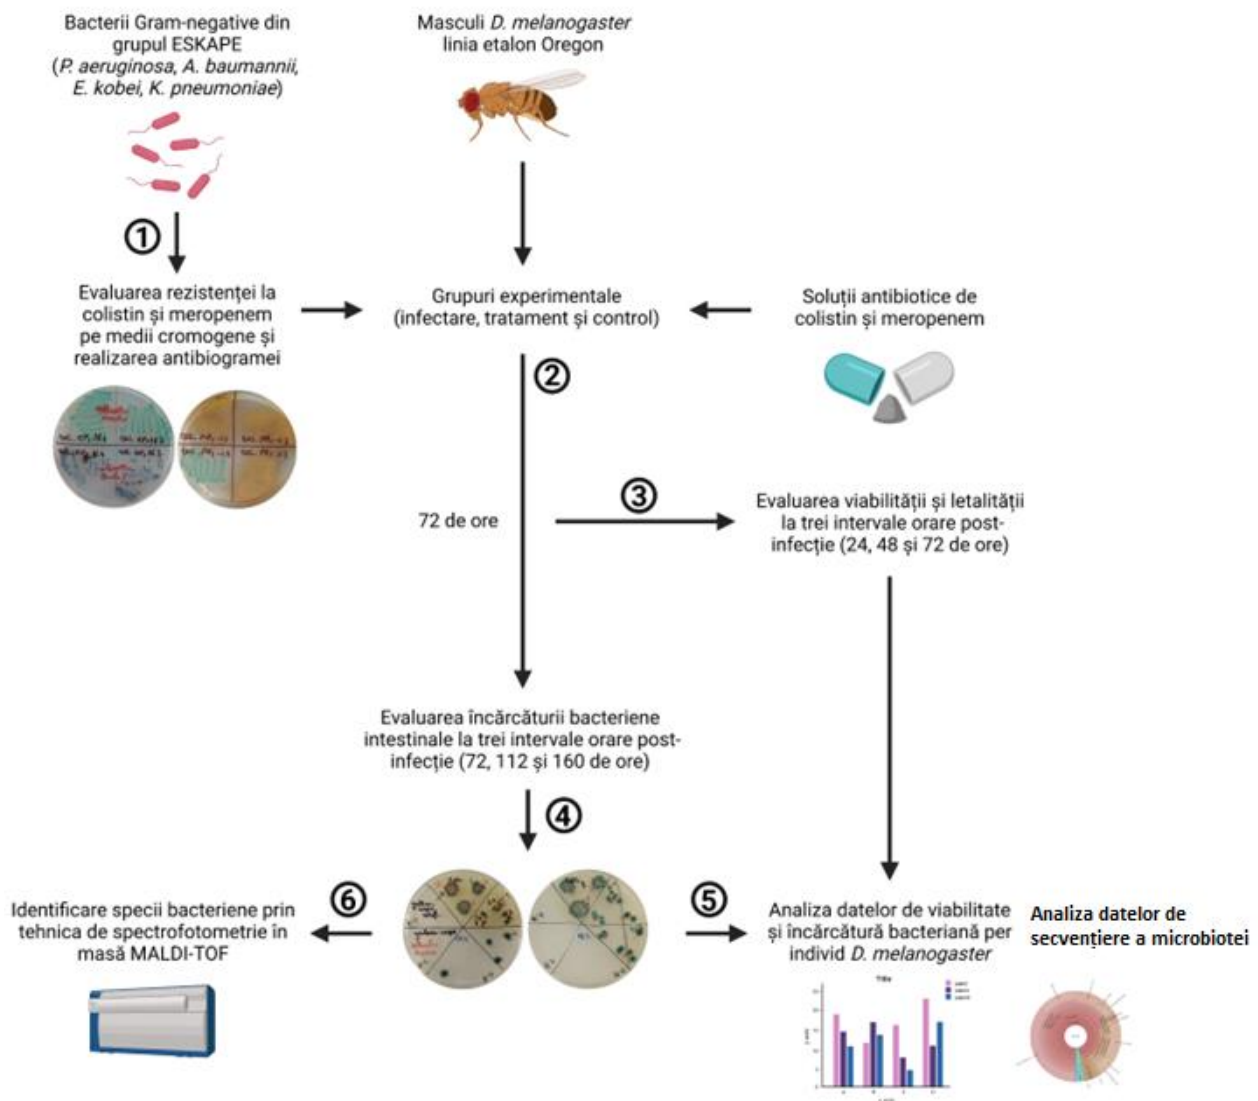 Bacterii Gram-negative din
grupul ESKAPE
(P. aeruginosa, A. baumannii,
E. kobei, K. pneumoniae)
Masculi D. melanogaster
linia etalon Oregon
①
Evaluarea rezistenței la
colistin și meropenem
pe medii cromogene și
realizarea antibiogramei
Grupuri experimentale
(infectare, tratament și control)
Soluții antibiotice de
colistin și meropenem
②
③
72 de ore
Evaluarea viabilității și letalității
la trei intervale orare post-
infecție (24, 48 și 72 de ore)
Evaluarea încărcăturii bacteriene
intestinale la trei intervale orare post-
infecție (72, 112 și 160 de ore)
④
⑥
⑤
Identificare specii bacteriene prin
tehnica de spectrofotometrie în
masă MALDI-TOF
Analiza datelor de viabilitate
și încărcătură bacteriană per
individ D. melanogaster
Analiza datelor de
secvențiere a microbiotei
Title